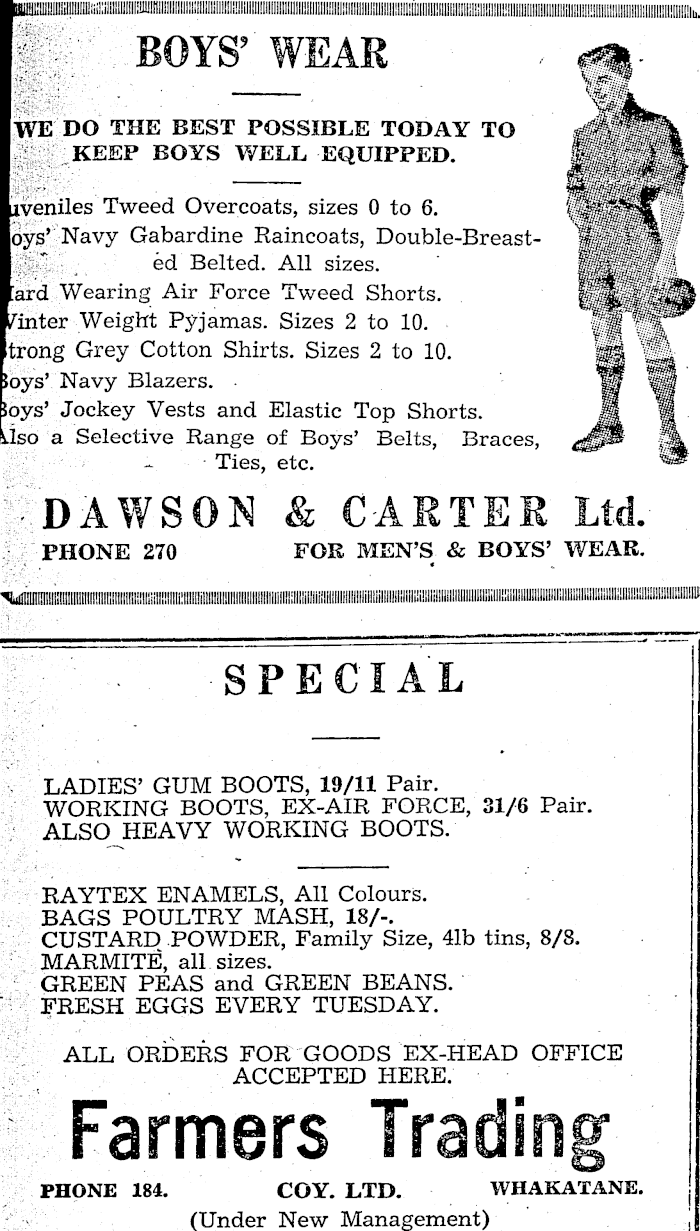 BOYS' WEAR
WE DO THE BEST POSSIBLE TODAY TO
KEEP BOYS WELL EQUIPPED.
uveniles Tweed Overcoats, sizes 0 to 6.
oys' Navy Gabardine Raincoats, Double-Breast-
ed Belted. All sizes.
ard Wearing Air Force Tweed Shorts.
Winter Weight Pyjamas. Sizes 2 to 10.
Strong Grey Cotton Shirts. Sizes 2 to 10.
Boys' Navy Blazers.
Boys' Jockey Vests and Elastic Top Shorts.
Also a Selective Range of Boys' Belts, Braces,
Ties, etc.
DAWSON & CARTER Ltd.
PHONE 270 FOR MEN'S & BOYS' WEAR.
SPECIAL
LADIES' GUM BOOTS, 19/11 Pair.
WORKING BOOTS, EX-AIR FORCE, 31/6 Pair.
ALSO HEAVY WORKING BOOTS.
RAYTEX ENAMELS, All Colours.
BAGS POULTRY MASH, 18/-.
CUSTARD POWDER, Family Size, 4lb tins, 8/8.
MARMITE, all sizes.
GREEN PEAS and GREEN BEANS.
FRESH EGGS EVERY TUESDAY.
ALL ORDERS FOR GOODS EX-HEAD OFFICE
ACCEPTED HERE.
Farmers Trading
PHONE 184. COY. LTD. WHAKATANE.
(Under New Management)